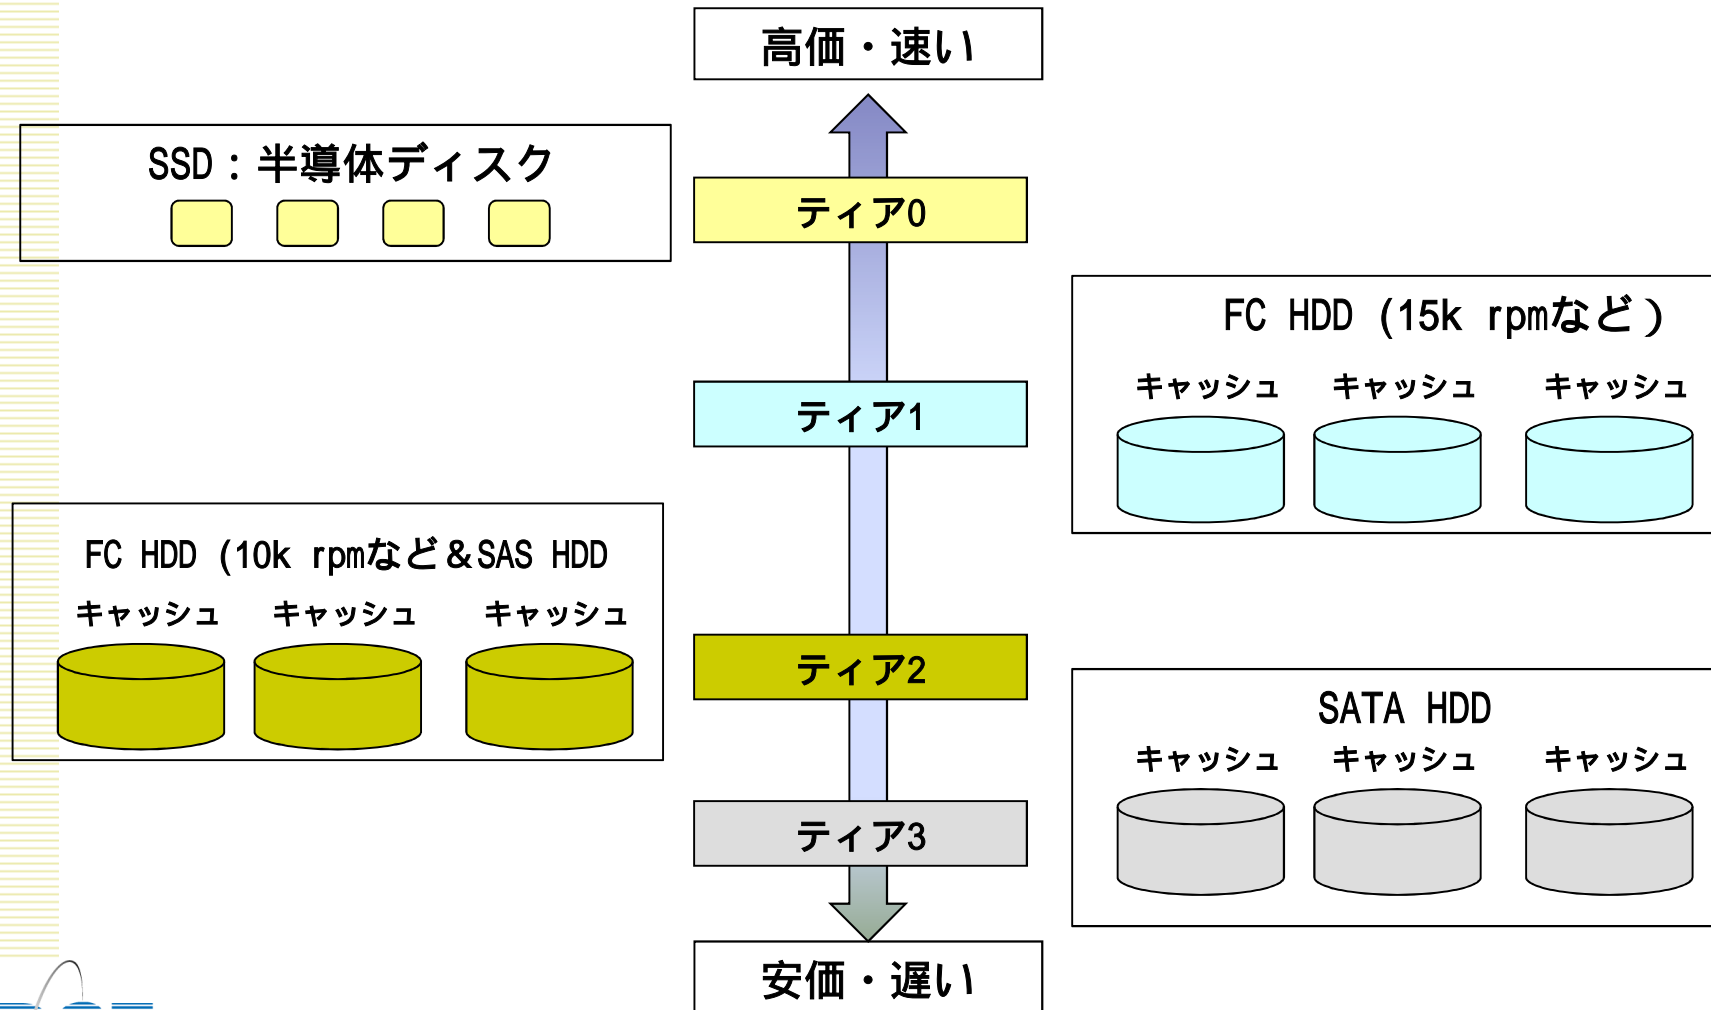 高価・速い
SSD：半導体ディスク
ティア0
FC HDD (15k rpmなど)
キャッシュ キャッシュ キャッシュ
ティア1
FC HDD (10k rpmなど＆SAS HDD
キャッシュ キャッシュ キャッシュ
ティア2
SATA HDD
キャッシュ キャッシュ キャッシュ
ティア3
安価・遅い